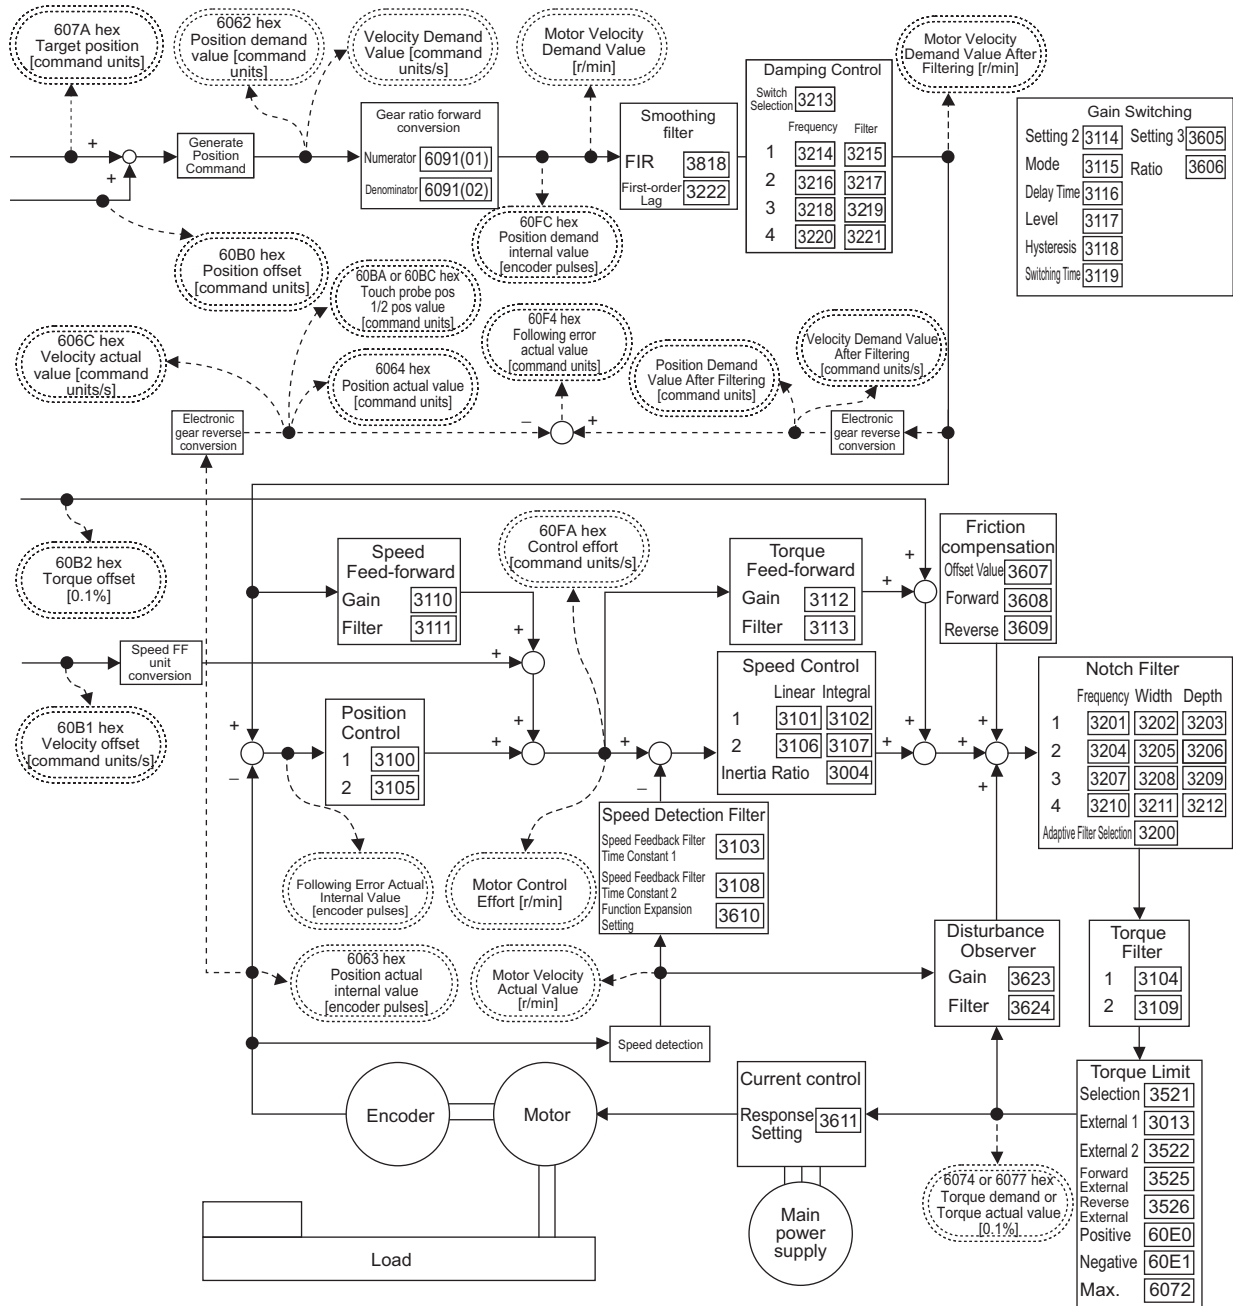 607A hex
Target position
[command units]
6062 hex
Position demand
value [command
units]
Velocity Demand
Value [command
units/s]
Motor Velocity
Demand Value
[r/min]
Motor Velocity
Demand Value After
Filtering [r/min]
+
+
Generate
Position
Command
Gear ratio forward
conversion
Numerator 6091(01)
Denominator 6091(02)
Smoothing
filter
FIR 3818
First-order
Lag 3222
Damping Control
Switch
Selection 3213
Frequency Filter
1 3214 3215
2 3216 3217
3 3218 3219
4 3220 3221
Gain Switching
Setting 2 3114 Setting 3 3605
Mode 3115 Ratio 3606
Delay Time 3116
Level 3117
Hysteresis 3118
Switching Time 3119
60B0 hex
Position offset
[command units]
60FC hex
Position demand
internal value
[encoder pulses]
60BA or 60BC hex
Touch probe pos
1/2 pos value
[command units]
606C hex
Velocity actual
value [command
units/s]
6064 hex
Position actual value
[command units]
60F4 hex
Following error
actual value
[command units]
Position Demand
Value After Filtering
[command units]
Velocity Demand Value
After Filtering
[command units/s]
Electronic
gear reverse
conversion
−
+
Electronic
gear reverse
conversion
60B2 hex
Torque offset
[0.1%]
Speed
Feed-forward
Gain 3110
Filter 3111
60FA hex
Control effort
[command units/s]
Torque
Feed-forward
Gain 3112
Filter 3113
+
+
Friction
compensation
Offset Value 3607
Forward 3608
Reverse 3609
Speed FF
unit
conversion
+
+
60B1 hex
Velocity offset
[command units/s]
+
−
Position
Control
1 3100
2 3105
+
+
+
−
Speed Control
Linear Integral
1 3101 3102
2 3106 3107
Inertia Ratio 3004
+
+
+
+
+
Notch Filter
Frequency Width Depth
1 3201 3202 3203
2 3204 3205 3206
3 3207 3208 3209
4 3210 3211 3212
Adaptive Filter Selection 3200
Following Error Actual
Internal Value
[encoder pulses]
Motor Control
Effort [r/min]
Speed Detection Filter
Speed Feedback Filter
Time Constant 1 3103
Speed Feedback Filter
Time Constant 2 3108
Function Expansion
Setting 3610
6063 hex
Position actual
internal value
[encoder pulses]
Motor Velocity
Actual Value
[r/min]
Disturbance
Observer
Gain 3623
Filter 3624
Torque
Filter
1 3104
2 3109
Speed detection
Encoder
Motor
Current control
Response
Setting 3611
Torque Limit
Selection 3521
External 1 3013
External 2 3522
Forward
External 3525
Reverse
External 3526
Positive 60E0
Negative 60E1
Max. 6072
6074 or 6077 hex
Torque demand or
Torque actual value
[0.1%]
Main
power
supply
Load